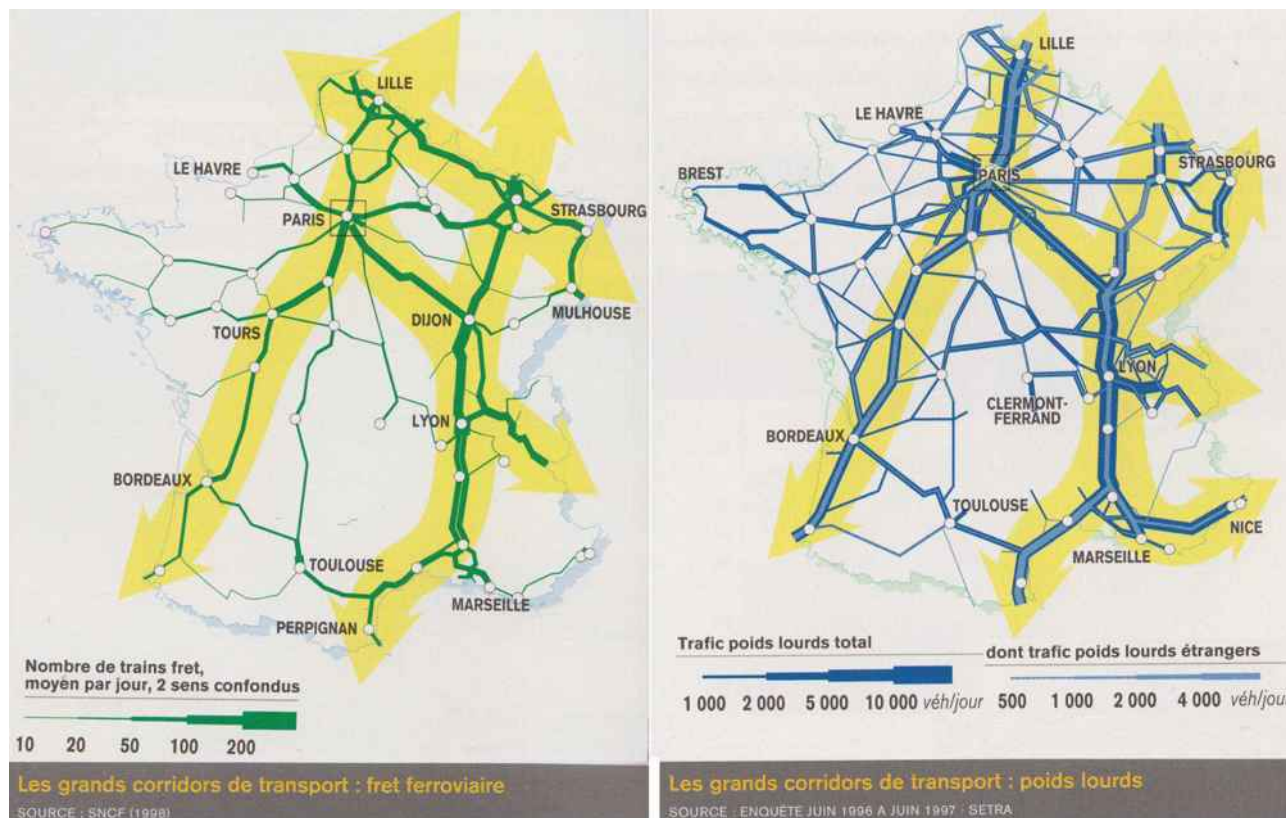 LILLE
LE HAVRE
PARIS
STRASBOURG
MULHOUSE
DIJON
TOURS
LYON
BORDEAUX
TOULOUSE
MARSEILLE
PERPIGNAN
Nombre de trains fret,
moyen par jour, 2 sens confondus
10 20 50 100 200
Les grands corridors de transport : fret ferroviaire
SOURCE : SNCF (1998)
LILLE
LE HAVRE
BREST
PARIS
STRASBOURG
LYON
CLERMONT-
FERRAND
BORDEAUX
TOULOUSE
NICE
MARSEILLE
Trafic poids lourds total
1 000 2 000 5 000 10 000 véh/jour
dont trafic poids lourds étrangers
500 1 000 2 000 4 000 véh/jour
Les grands corridors de transport : poids lourds
SOURCE : ENQUÊTE JUIN 1996 A JUIN 1997 - SETRA